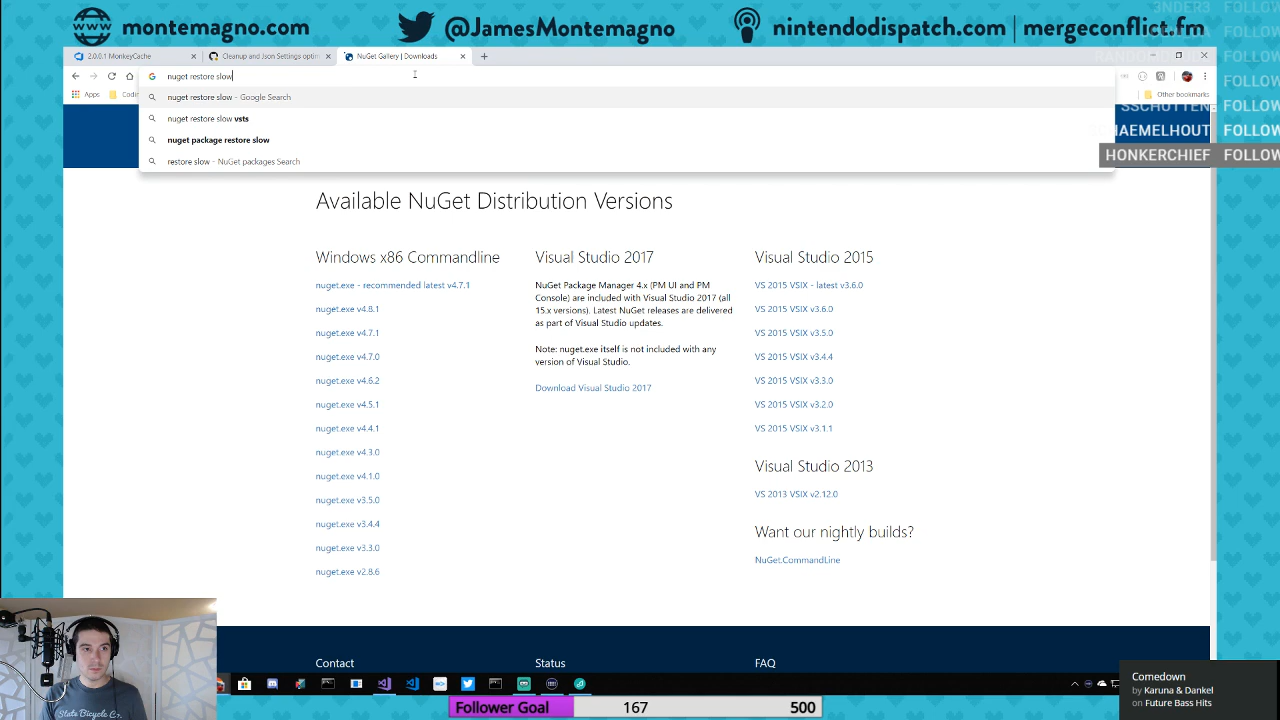 montemagno.com
@JamesMontemagno
nintendodispatch.com | mergeconflict.fm
3NDER3 FOLLOW
FOLLOW
FOLLOW
FOLLOW
SSCHUTTEN FOLLOW
HAEMELHOUT FOLLOW
HONKERCHIEF FOLLOW
2.0.0.1 MonkeyCache
Cleanup and Json Settings optim
NuGet Gallery | Downloads
nuget restore slow
Apps
Other bookmarks
nuget restore slow - Google Search
nuget restore slow vsts
nuget package restore slow
restore slow - NuGet packages Search
Available NuGet Distribution Versions
Windows x86 Commandline
nuget.exe - recommended latest v4.7.1
nuget.exe v4.8.1
nuget.exe v4.7.1
nuget.exe v4.7.0
nuget.exe v4.6.2
nuget.exe v4.5.1
nuget.exe v4.4.1
nuget.exe v4.3.0
nuget.exe v4.1.0
nuget.exe v3.5.0
nuget.exe v3.4.4
nuget.exe v3.3.0
nuget.exe v2.8.6
Visual Studio 2017
NuGet Package Manager 4.x (PM UI and PM
Console) are included with Visual Studio 2017 (all
15.x versions). Latest NuGet releases are delivered
as part of Visual Studio updates.
Note: nuget.exe itself is not included with any
version of Visual Studio.
Download Visual Studio 2017
Visual Studio 2015
VS 2015 VSIX - latest v3.6.0
VS 2015 VSIX v3.6.0
VS 2015 VSIX v3.5.0
VS 2015 VSIX v3.4.4
VS 2015 VSIX v3.3.0
VS 2015 VSIX v3.2.0
VS 2015 VSIX v3.1.1
Visual Studio 2013
VS 2013 VSIX v2.12.0
Want our nightly builds?
NuGet.CommandLine
Contact
Status
FAQ
Comedown
by Karuna & Dankel
on Future Bass Hits
Follower Goal 167 500